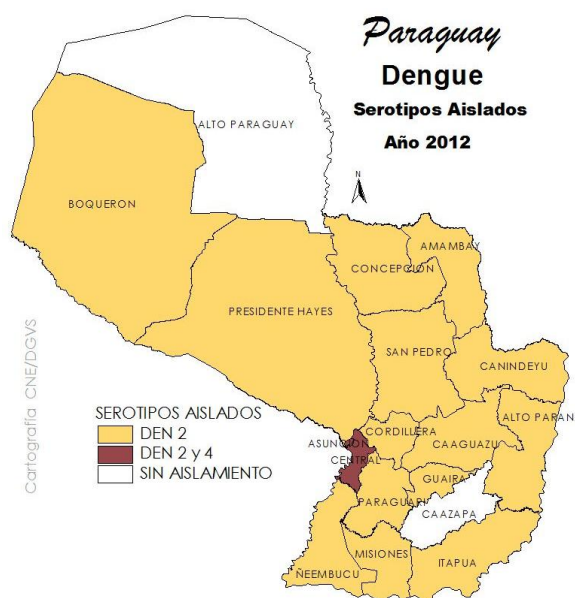 Paraguay
Dengue
Serotipos Aislados
Año 2012
N
ALTO PARAGUAY
BOQUERON
AMAMBAY
CONCEPCION
PRESIDENTE HAYES
SAN PEDRO
CANINDEYU
ALTO PARAN
CORDILLERA
ASUNCION
CAAGUAZU
CENTRAL
GUAIRA
PARAGUARI
CAAZAPA
MISIONES
ITAPUA
ÑEEMBUCU
SEROTIPOS AISLADOS
DEN 2
DEN 2 y 4
SIN AISLAMIENTO
Cartografía CNE/DGVS